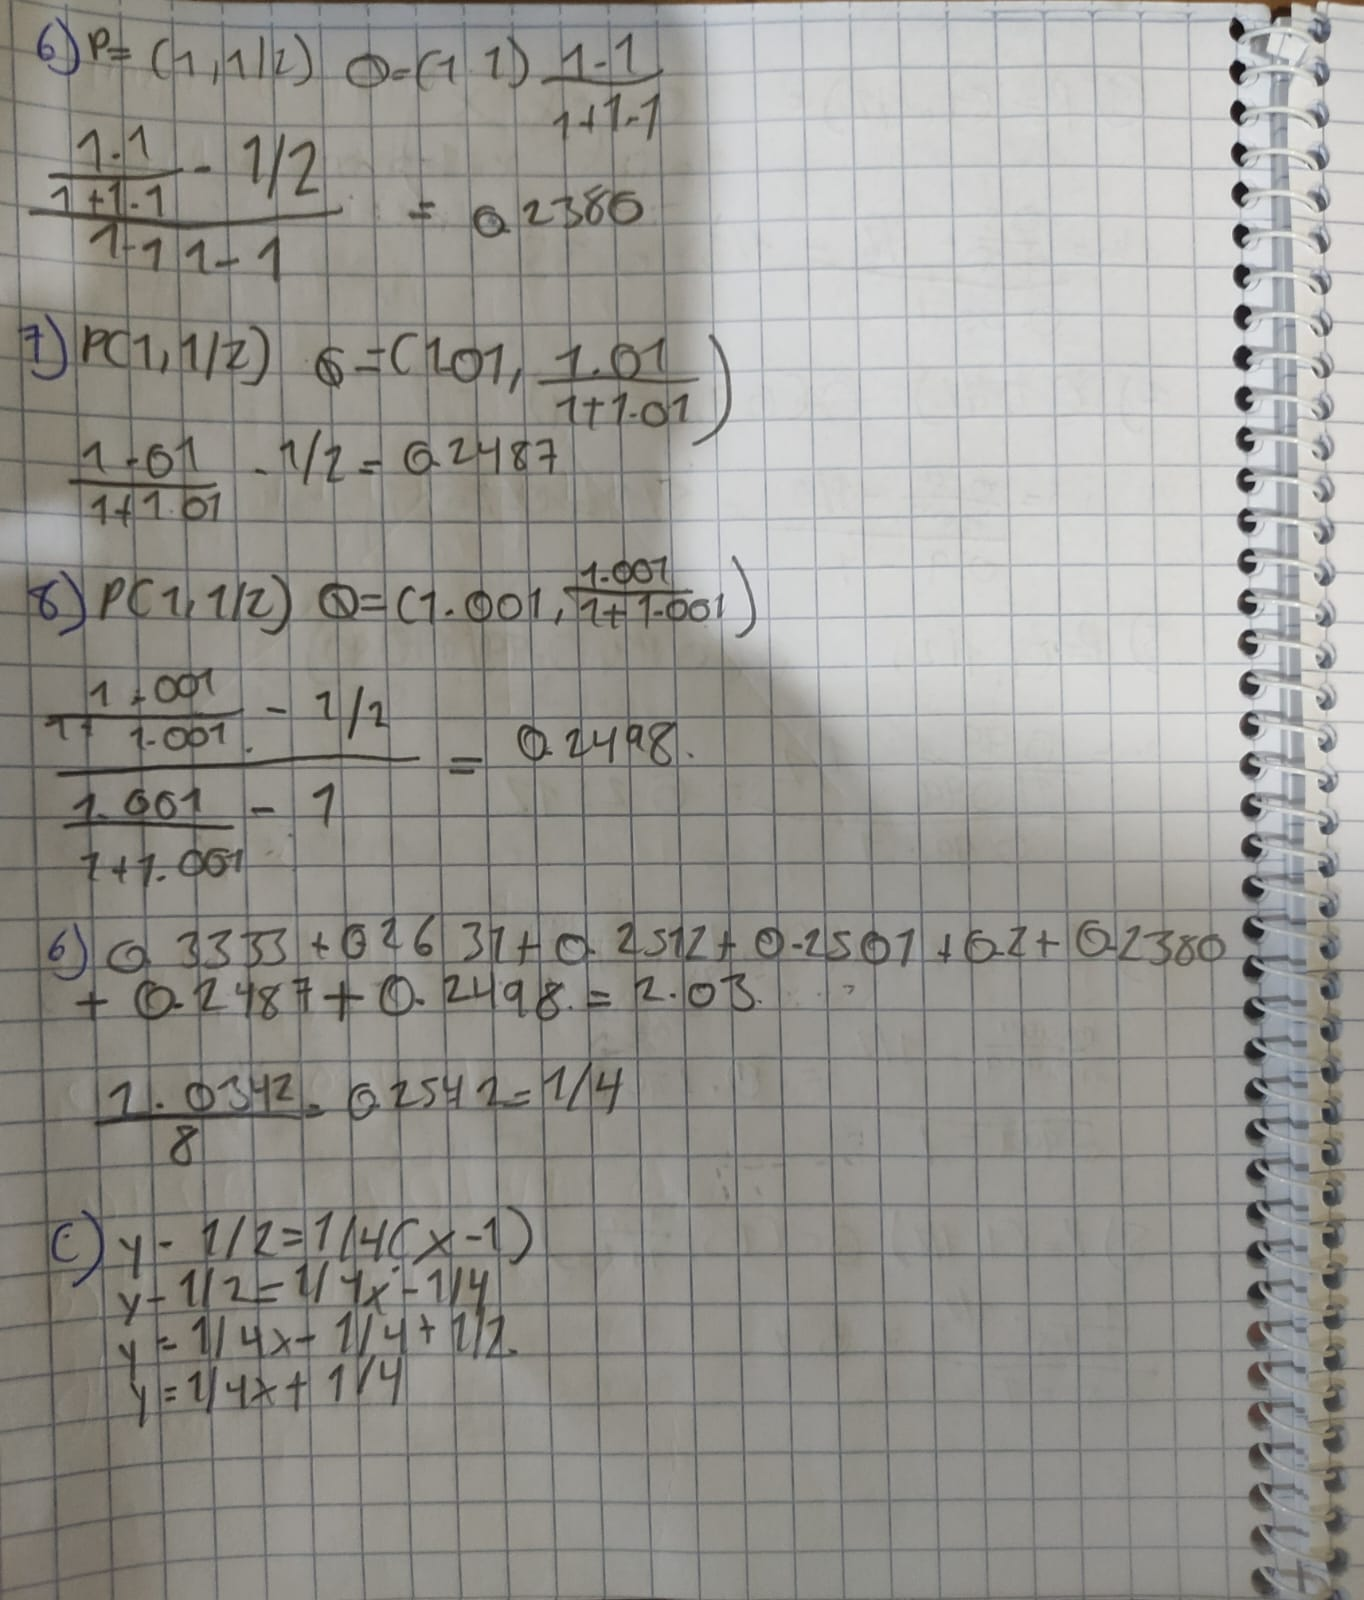 6) P= (1,1/2) Q=(1.1) 1.1/1+1.1
1.1/1+1.1 - 1/2
= 0.2380
1.1 1-1
7) P(1,1/2) Q=(1.01, 1.01/1+1.01)
1.01/1+1.01 - 1/2 = 0.2487
8) P(1,1/2) Q=(1.001, 1.001/1+1.001)
1.001/1+1.001 - 1/2
= 0.2498.
1.001/1+1.001 - 1
6) 0.3333+0.2631+0.2512+0.2501+0.2+0.2380
+ 0.2487+0.2498.=2.03.
2.0342/8 = 0.2542=1/4
C) y- 1/2=1/4(x-1)
y-1/2=1/4x-1/4
y=1/4x-1/4+1/2.
y=1/4x+1/4